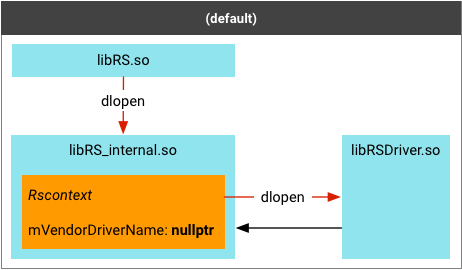 (default)
libRS.so
dlopen
libRS_internal.so
libRSDriver.so
Rscontext
dlopen
mVendorDriverName: nullptr